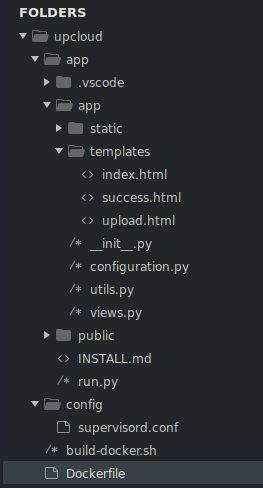 FOLDERS
upcloud
app
.vscode
app
static
templates
index.html
success.html
upload.html
__init__.py
configuration.py
utils.py
views.py
public
INSTALL.md
run.py
config
supervisord.conf
build-docker.sh
Dockerfile